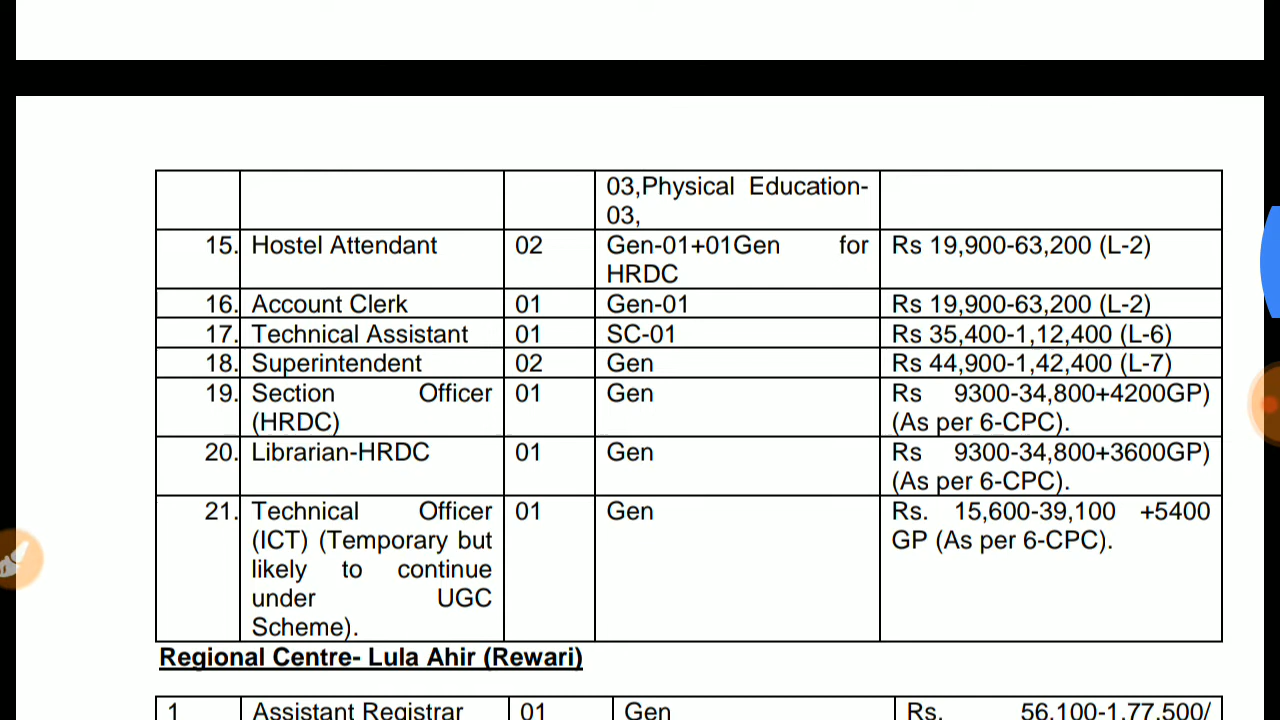 03,Physical Education-
03,
15. Hostel Attendant 02 Gen-01+01Gen for Rs 19,900-63,200 (L-2)
HRDC
16. Account Clerk 01 Gen-01 Rs 19,900-63,200 (L-2)
17. Technical Assistant 01 SC-01 Rs 35,400-1,12,400 (L-6)
18. Superintendent 02 Gen Rs 44,900-1,42,400 (L-7)
19. Section Officer 01 Gen Rs 9300-34,800+4200GP)
(HRDC) (As per 6-CPC).
20. Librarian-HRDC 01 Gen Rs 9300-34,800+3600GP)
(As per 6-CPC).
21. Technical Officer 01 Gen Rs. 15,600-39,100 +5400
(ICT) (Temporary but GP (As per 6-CPC).
likely to continue
under UGC
Scheme).
Regional Centre- Lula Ahir (Rewari)
1 Assistant Registrar 01 Gen Rs. 56,100-1,77,500/